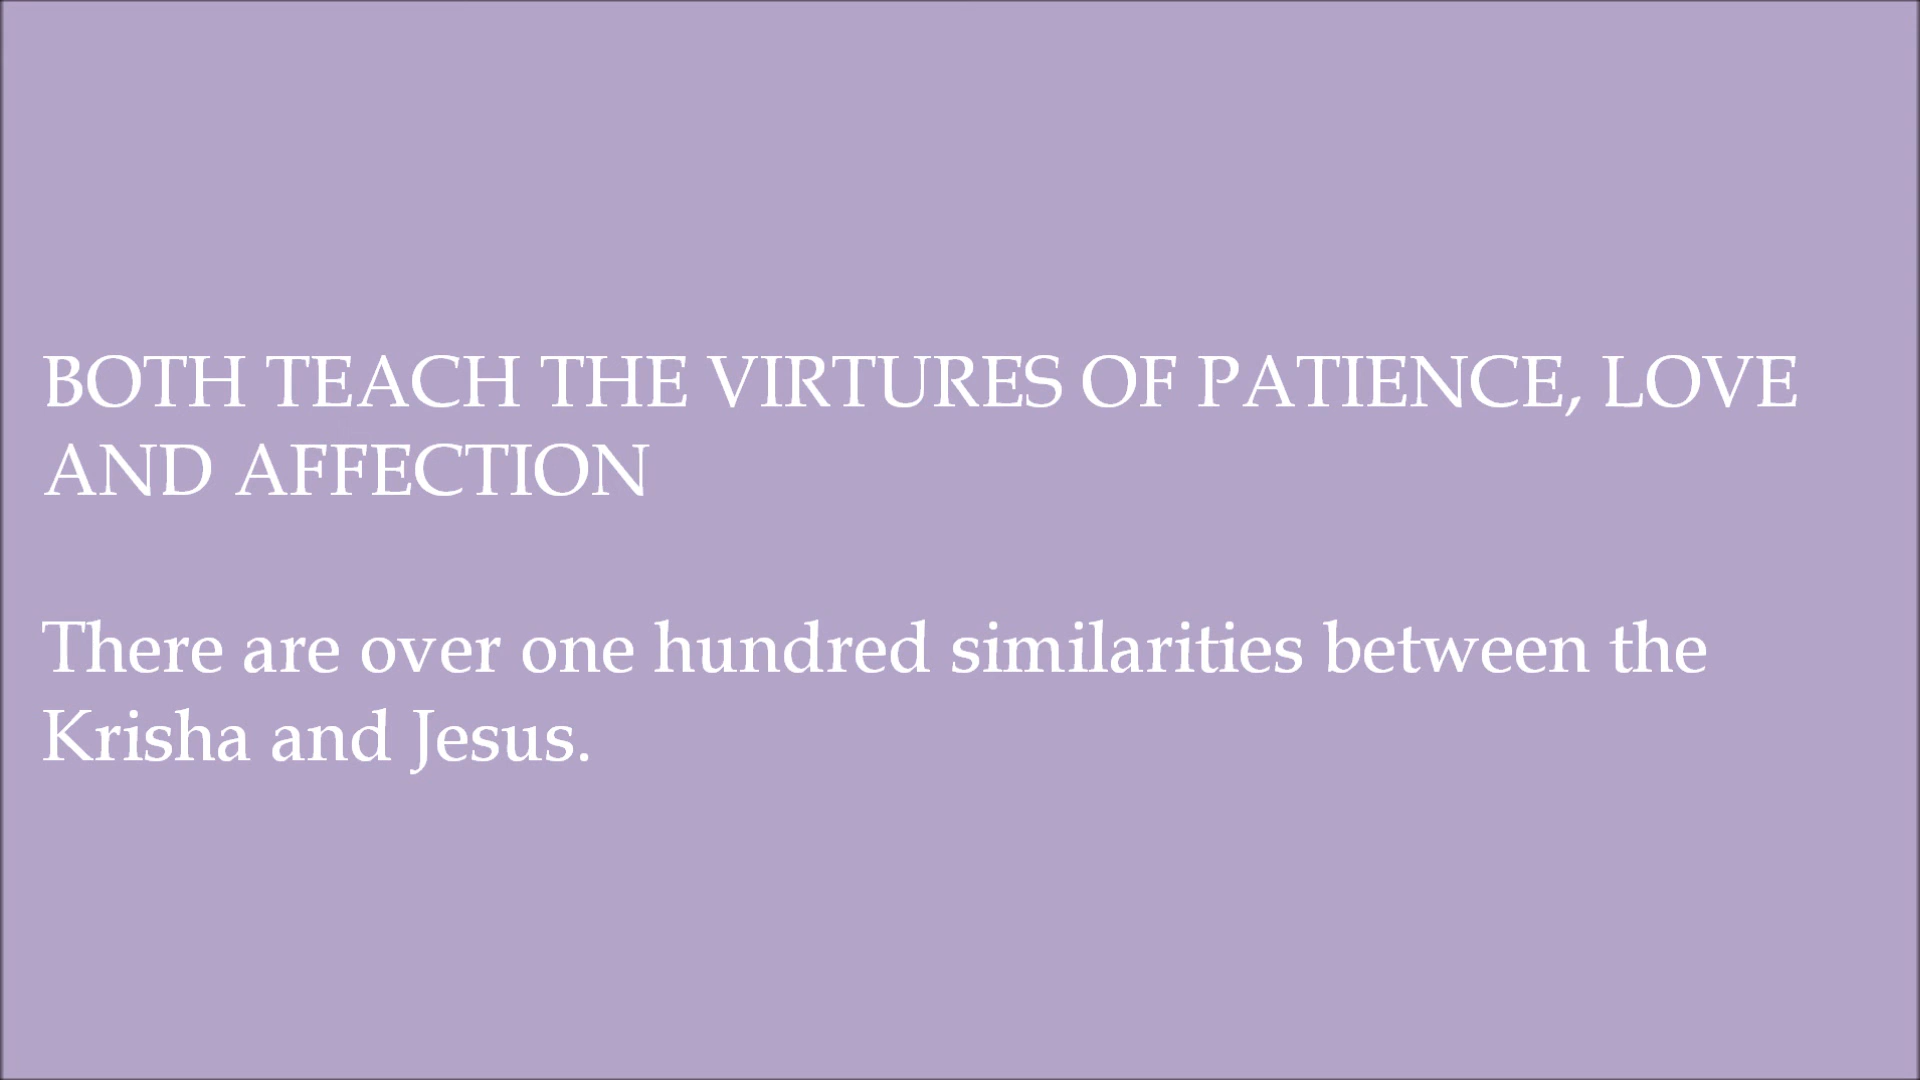 BOTH TEACH THE VIRTURES OF PATIENCE, LOVE
AND AFFECTION
There are over one hundred similarities between the
Krisha and Jesus.